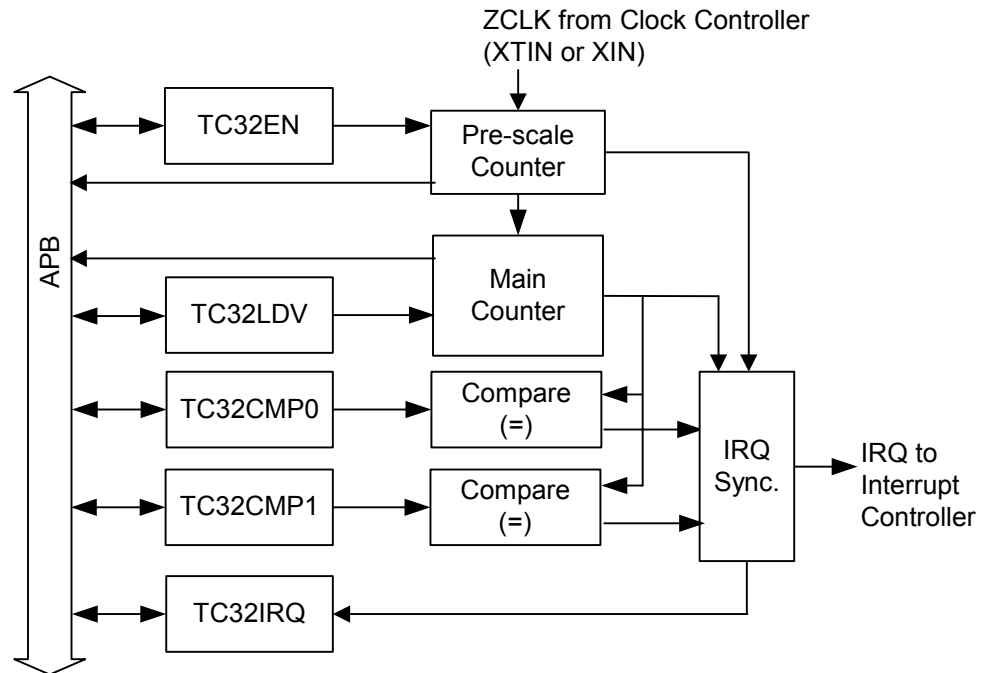 ZCLK from Clock Controller
(XTIN or XIN)
TC32EN
Pre-scale
Counter
APB
Main
Counter
TC32LDV
TC32CMP0
Compare
(=)
IRQ
Sync.
IRQ to
Interrupt
Controller
TC32CMP1
Compare
(=)
TC32IRQ